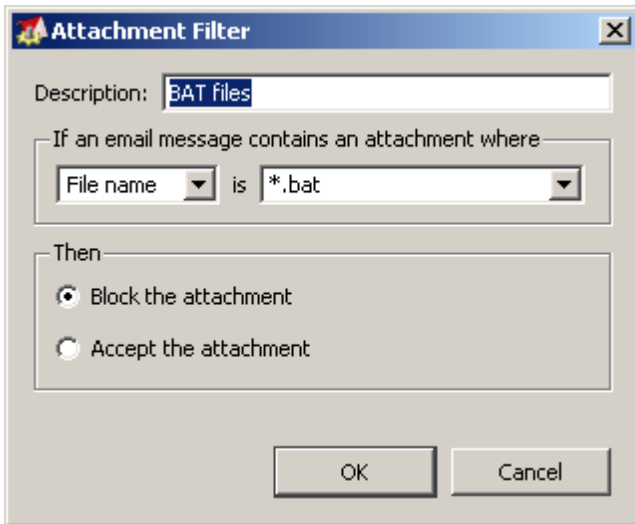 Attachment Filter
Description: BAT files
If an email message contains an attachment where
File name is *.bat
Then
Block the attachment
Accept the attachment
OK Cancel